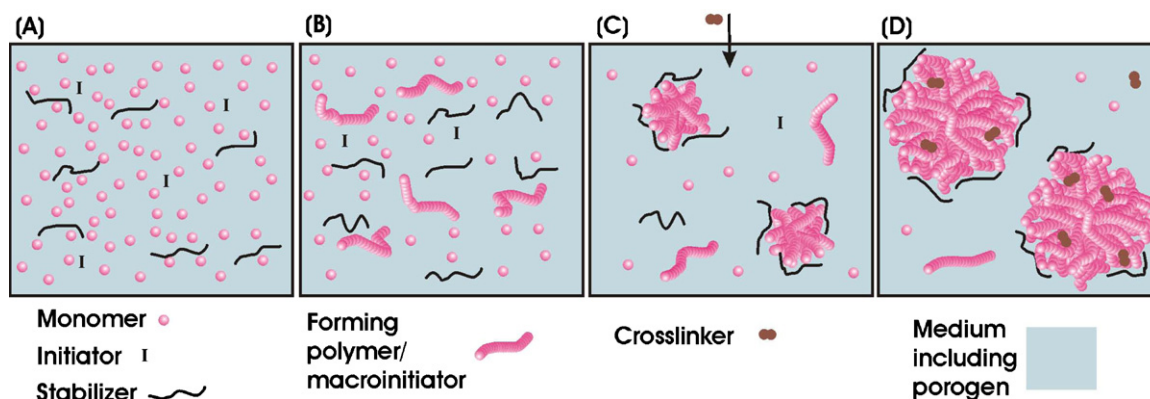 (A)
(B)
(C)
(D)
I
I
I
I
I
I
I
Monomer
Initiator I
Stabilizer
Forming
polymer/
macroinitiator
Crosslinker
Medium
including
porogen